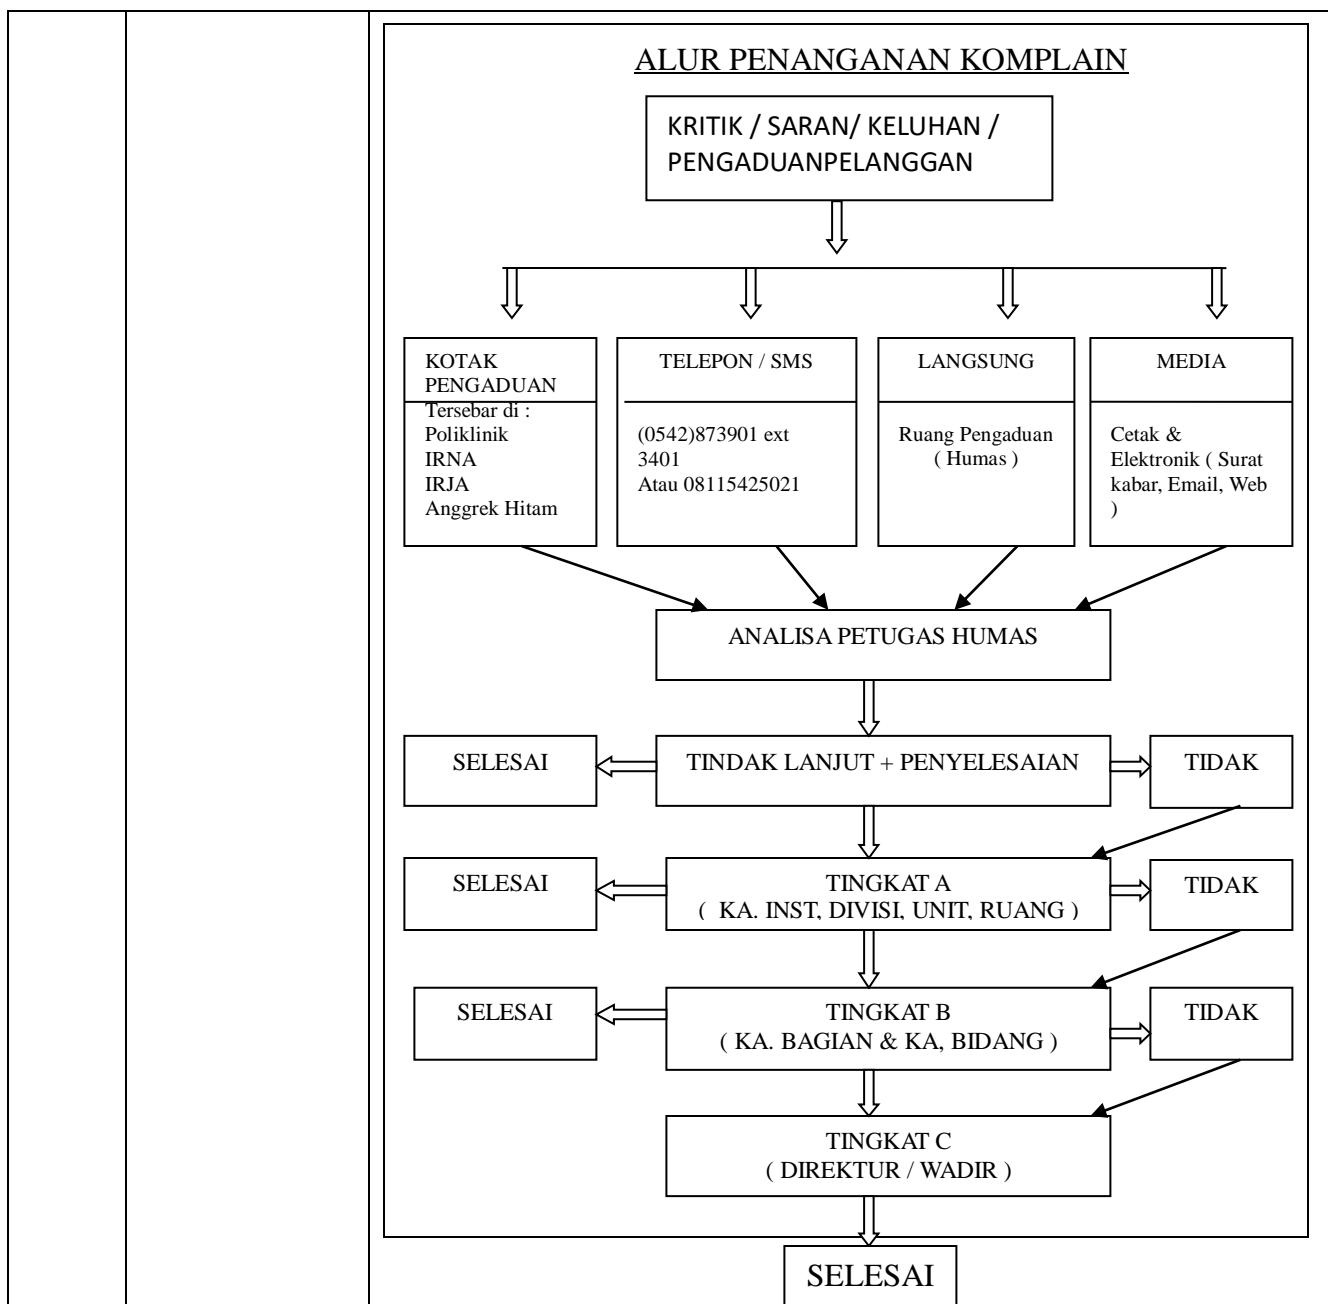 ALUR PENANGANAN KOMPLAIN
KRITIK / SARAN/ KELUHAN /
PENGADUANPELANGGAN
KOTAK
PENGADUAN
Tersebar di :
Poliklinik
IRNA
IRJA
Anggrek Hitam
TELEPON / SMS
(0542)873901 ext
3401
Atau 08115425021
LANGSUNG
Ruang Pengaduan
( Humas )
MEDIA
Cetak &
Elektronik ( Surat
kabar, Email, Web
)
ANALISA PETUGAS HUMAS
SELESAI
TINDAK LANJUT + PENYELESAIAN
TIDAK
SELESAI
TINGKAT A
( KA. INST, DIVISI, UNIT, RUANG )
TIDAK
SELESAI
TINGKAT B
( KA. BAGIAN & KA, BIDANG )
TIDAK
TINGKAT C
( DIREKTUR / WADIR )
SELESAI